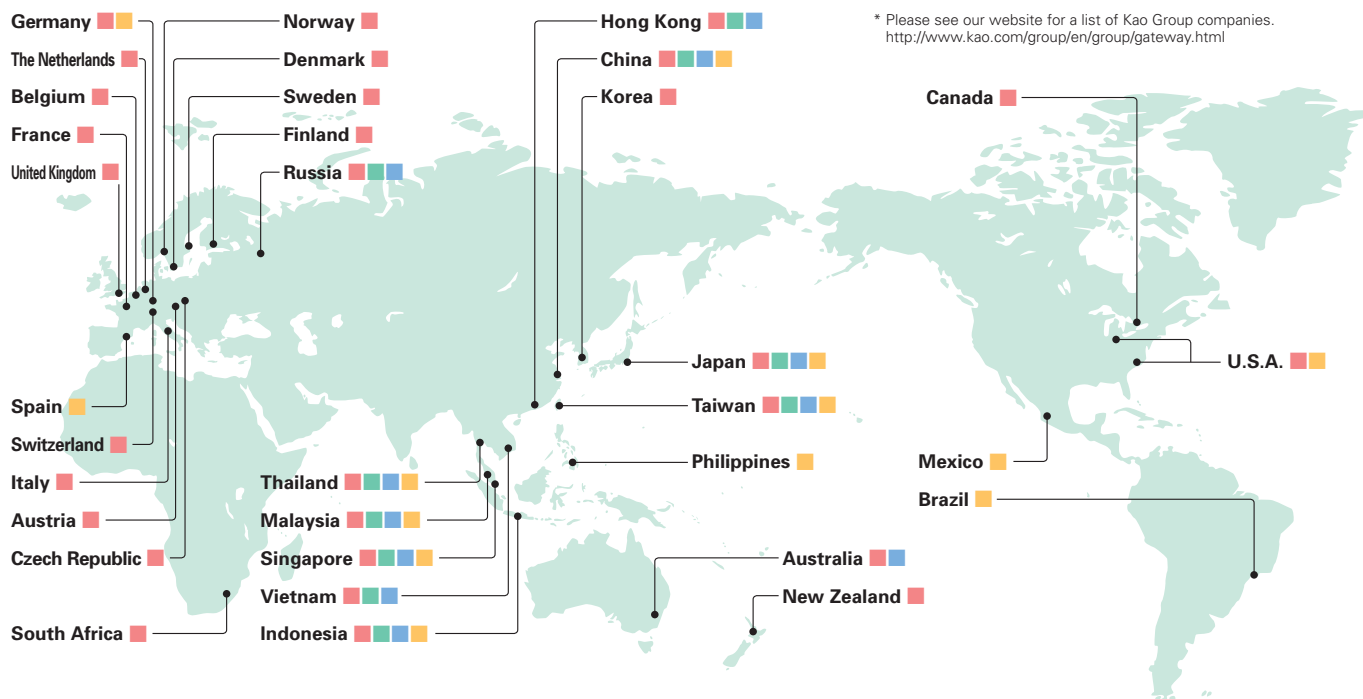 Germany
The Netherlands
Belgium
France
United Kingdom
Norway
Denmark
Sweden
Finland
Russia
Hong Kong
China
Korea
* Please see our website for a list of Kao Group companies.
http://www.kao.com/group/en/group/gateway.html
Canada
Japan
Taiwan
Philippines
U.S.A.
Mexico
Brazil
Spain
Switzerland
Italy
Austria
Czech Republic
South Africa
Thailand
Malaysia
Singapore
Vietnam
Indonesia
Australia
New Zealand